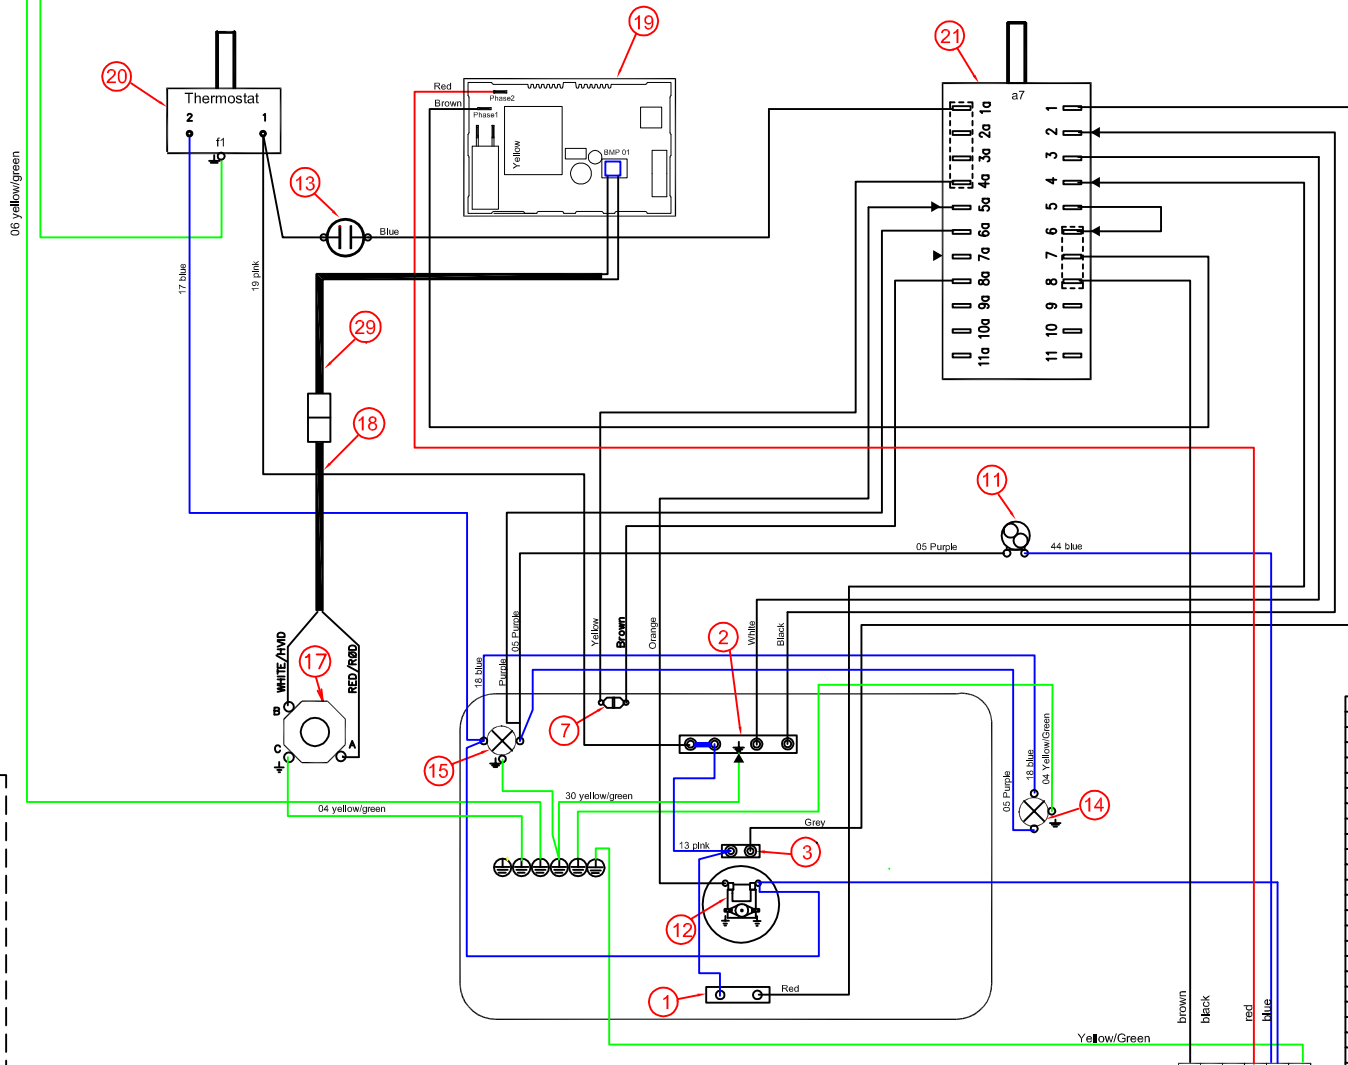 19
21
20
Red
Phase2
Brown
Phase1
Yellow
BMP 01
Thermostat
2
1
f1
a7
1a
2a
3a
4a
5a
6a
7a
8a
9a
10a
11a
1
2
3
4
5
6
7
8
9
10
11
06 yellow/green
13
Blue
17 blue
19 pink
29
18
11
05 Purple
44 blue
WHITE/HVID
RED/RØD
17
B
C
A
18 blue
Purple
05 Purple
Yellow
Brown
Orange
2
White
Black
7
15
04 yellow/green
30 yellow/green
05 Purple
18 blue
04 Yellow/Green
14
Grey
13 pink
3
12
1
Red
brown
black
red
blue
Yellow/Green